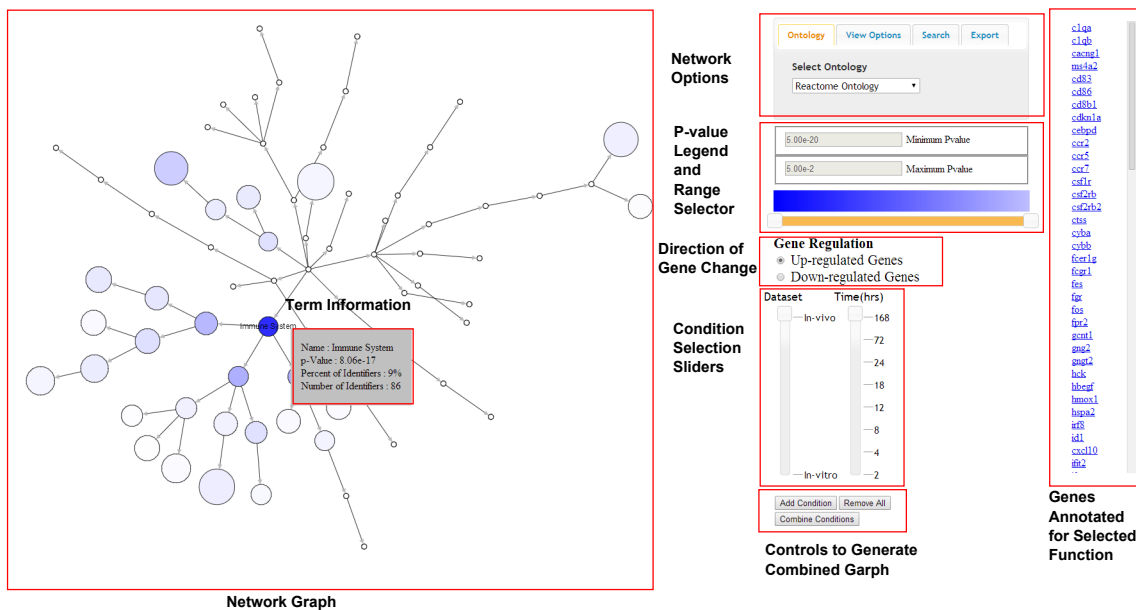 Immune System
Term Information
Name : Immune System
p-Value : 8.06e-17
Percent of Identifiers : 9%
Number of Identifiers : 86
Network Graph
Network
Options
Ontology View Options Search Export
Select Ontology
Reactome Ontology
P-value
Legend
and
Range
Selector
5.00e-20 Minimum Pvalue
5.00e-2 Maximum Pvalue
Direction of
Gene Change
Gene Regulation
Up-regulated Genes
Down-regulated Genes
Condition
Selection
Sliders
Dataset Time(hrs)
In-vivo 168
72
24
18
12
8
4
In-vitro 2
Add Condition Remove All
Combine Conditions
Controls to Generate
Combined Garph
c1qa
c1qb
cacng1
ms4a2
cd83
cd86
cd8b1
cdkn1a
cebpd
ccr2
ccr5
ccr7
csf1r
csf2rb
csf2rb2
ctss
cyba
cybb
fcer1g
fcgr1
fes
fgr
fos
fpr2
gcnt1
gng2
gngt2
hck
hbegf
hmox1
hspa2
irf8
id1
cxcl10
ifit2
Genes
Annotated
for Selected
Function